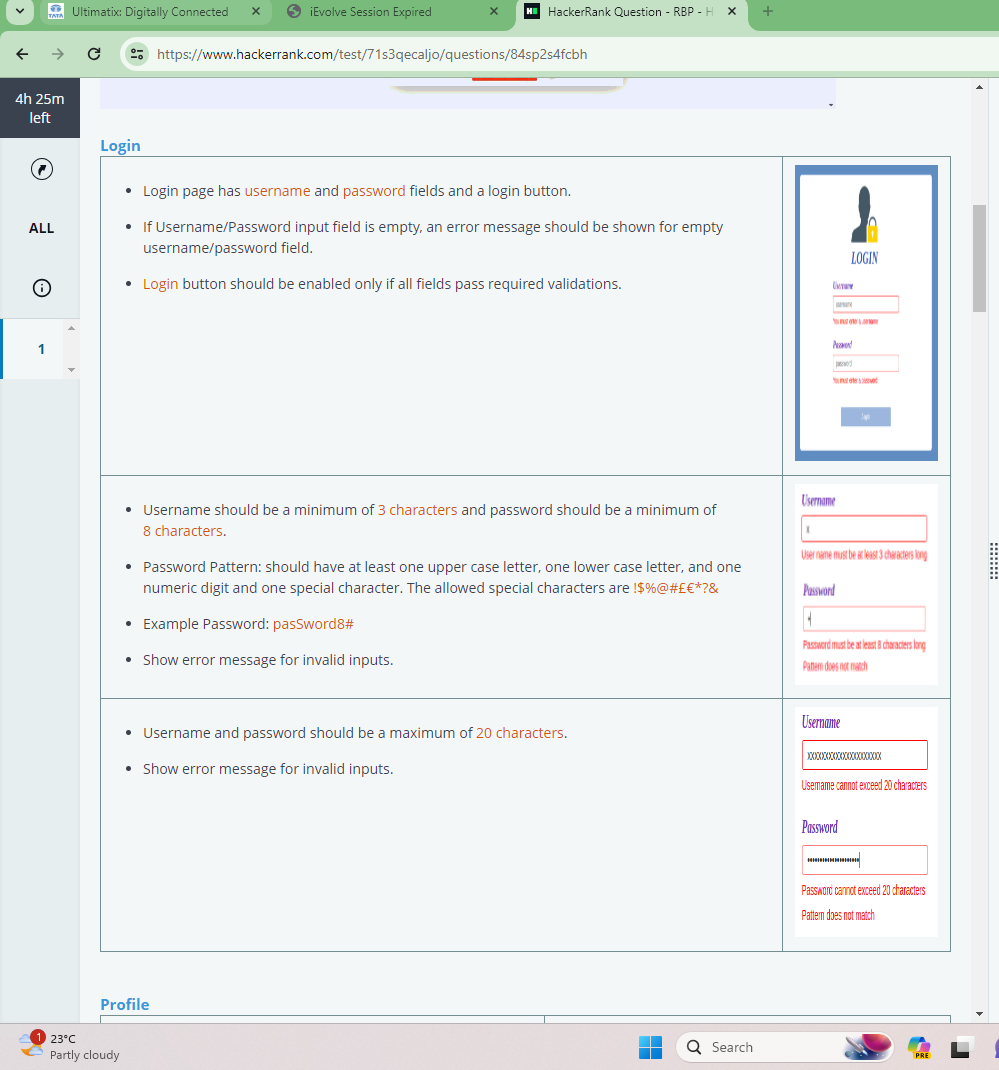 Ultimatix: Digitally Connected
iEvolve Session Expired
HackerRank Question - RBP - H
https://www.hackerrank.com/test/71s3qecaljo/questions/84sp2s4fcbh
4h 25m
left
ALL
1
Login
Login page has username and password fields and a login button.
If Username/Password input field is empty, an error message should be shown for empty
username/password field.
Login button should be enabled only if all fields pass required validations.
LOGIN
Username
username
You must enter a username
Password
password
You must enter a password
Login
Username should be a minimum of 3 characters and password should be a minimum of
8 characters.
Password Pattern: should have at least one upper case letter, one lower case letter, and one
numeric digit and one special character. The allowed special characters are !$%@#£€*?&
Example Password: pasSword8#
Show error message for invalid inputs.
Username
x
User name must be at least 3 characters long
Password
Password must be at least 8 characters long
Pattern does not match
Username and password should be a maximum of 20 characters.
Show error message for invalid inputs.
Username
Username cannot exceed 20 characters
Password
Password cannot exceed 20 characters
Pattern does not match
Profile
1
23°C
Partly cloudy
Search
PRE